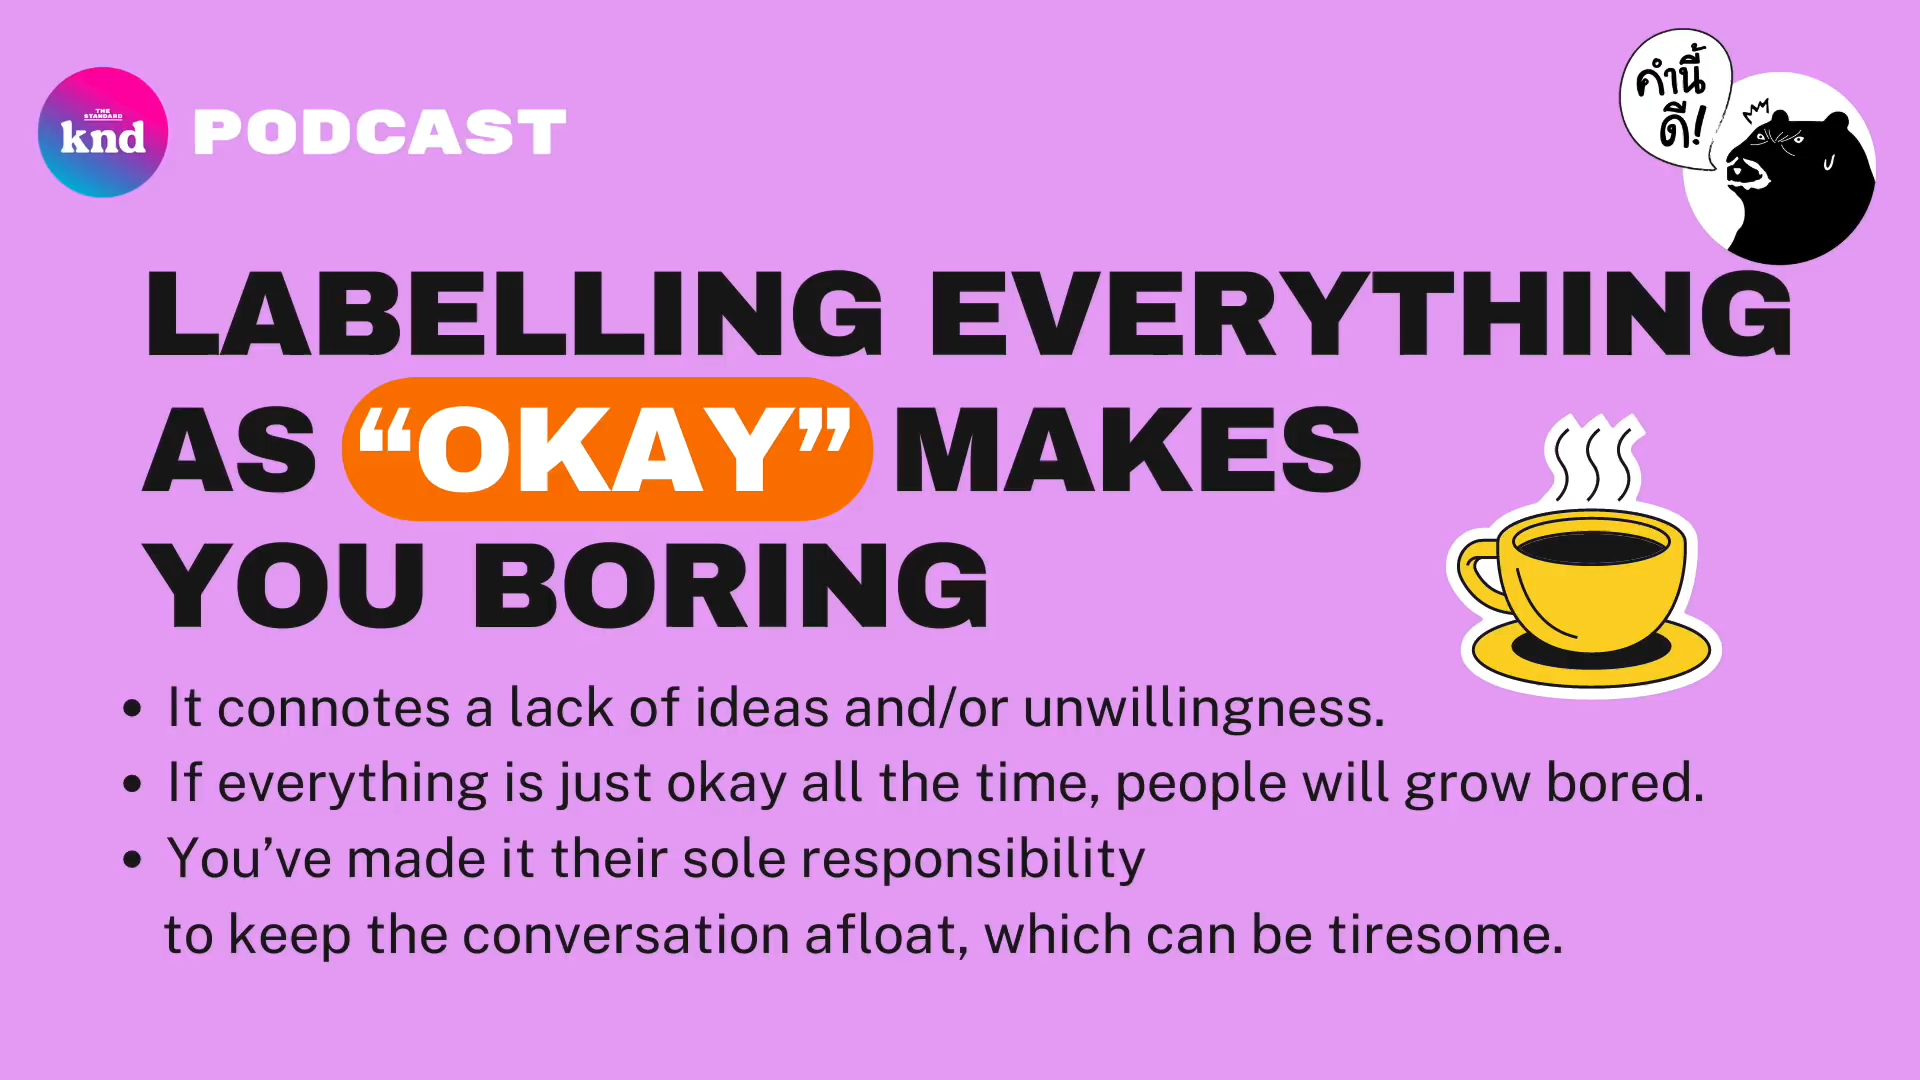 THE
STANDARD
knd
PODCAST
คำนี้
ดี!
LABELLING EVERYTHING
AS “OKAY” MAKES
YOU BORING
• It connotes a lack of ideas and/or unwillingness.
• If everything is just okay all the time, people will grow bored.
• You’ve made it their sole responsibility
to keep the conversation afloat, which can be tiresome.